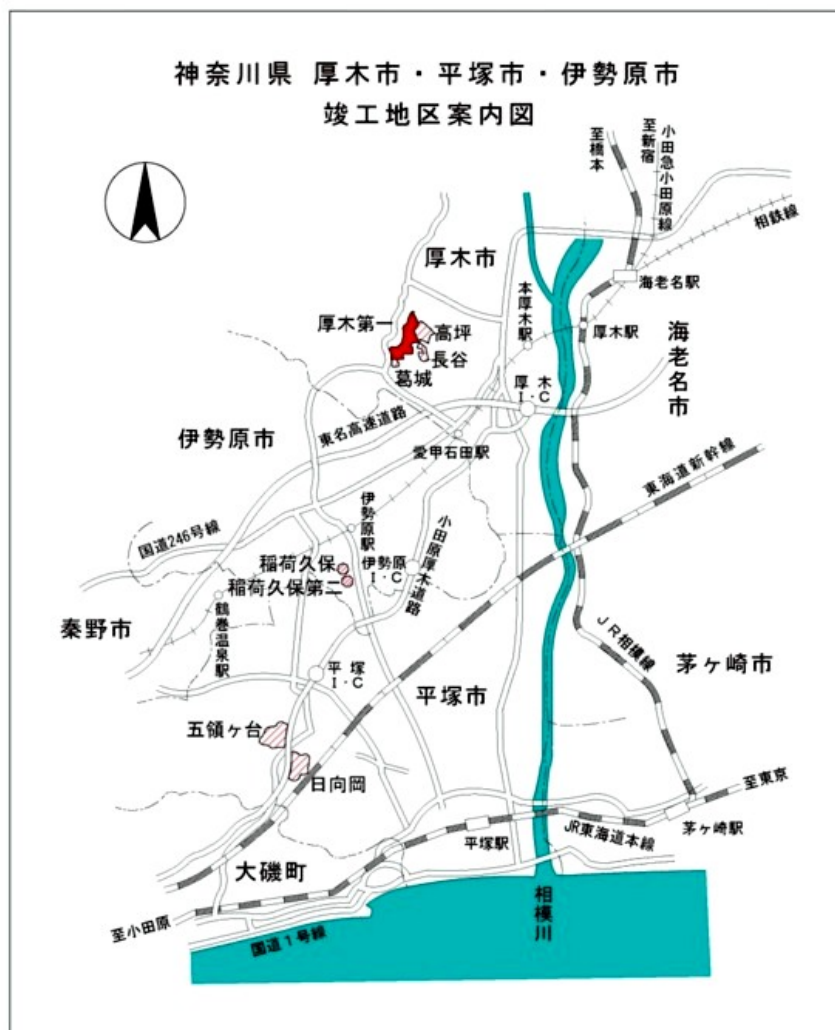 神奈川県 厚木市・平塚市・伊勢原市
竣工地区案内図
至橋本
至新宿
小田急小田原線
相鉄線
厚木市
海老名駅
本厚木駅
厚木第一
高坪
厚木駅
長谷
海老名市
葛城
厚木
I・C
東名高速道路
伊勢原市
愛甲石田駅
東海道新幹線
伊勢原駅
小田原厚木道路
国道246号線
稲荷久保
伊勢原
I・C
稲荷久保第二
鶴巻温泉駅
秦野市
JR相模線
平塚
I・C
茅ヶ崎市
平塚市
五領ヶ台
日向岡
至東京
平塚駅
JR東海道本線
茅ヶ崎駅
大磯町
相模川
至小田原
国道1号線